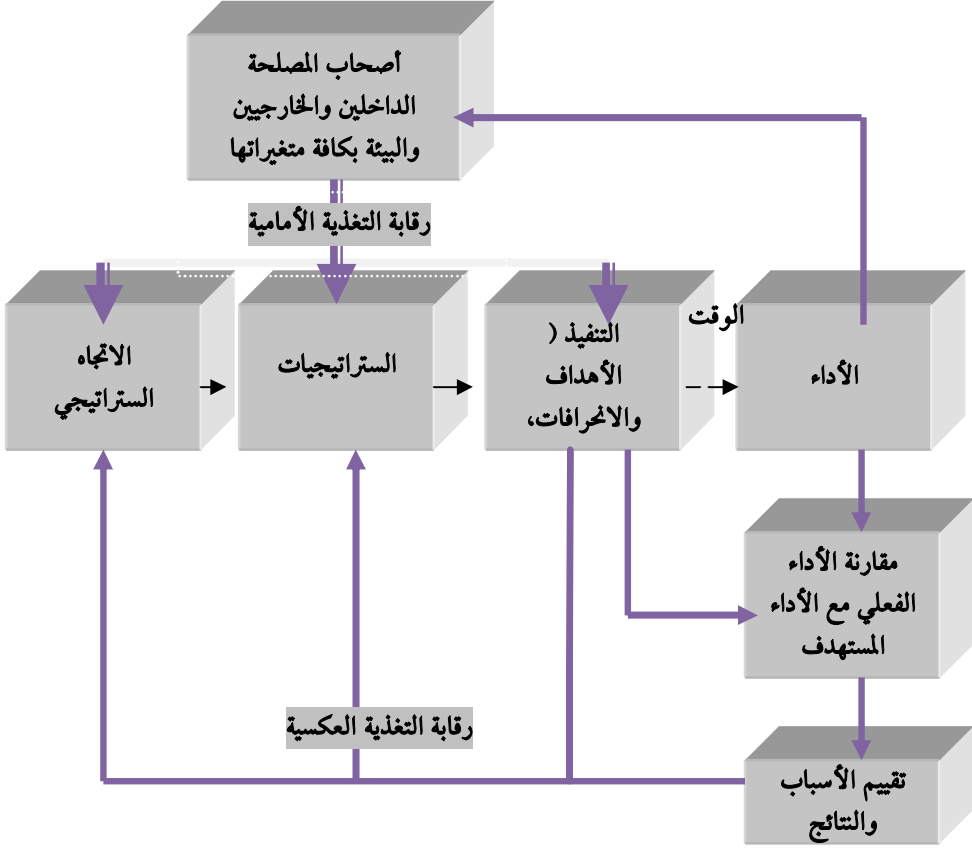 أصحاب المصلحة
الداخلين والخارجيين
والبيئة بكافة متغيراتها
رقابة التغذية الأمامية
الاتجاه
الستراتيجي
الستراتيجيات
التنفيذ (
الأهداف
والانحرافات،
الوقت
الأداء
مقارنة الأداء
الفعلي مع الأداء
المستهدف
رقابة التغذية العكسية
تقييم الأسباب
والنتائج